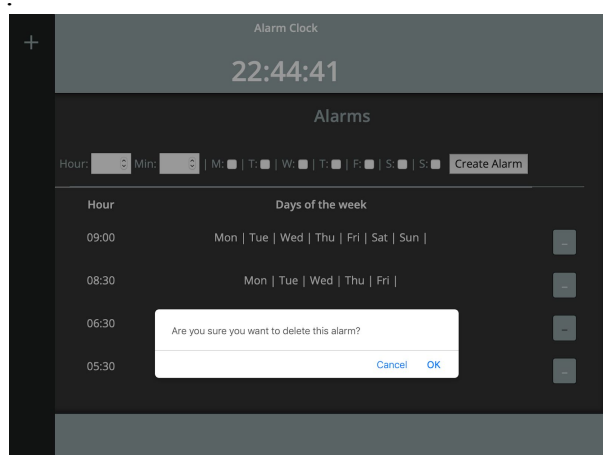 +
Alarm Clock
22:44:41
Alarms
Hour: Min: | M: | T: | W: | T: | F: | S: | S: Create Alarm
Hour Days of the week
09:00 Mon | Tue | Wed | Thu | Fri | Sat | Sun | –
08:30 Mon | Tue | Wed | Thu | Fri | –
06:30 –
Are you sure you want to delete this alarm?
05:30 –
Cancel OK